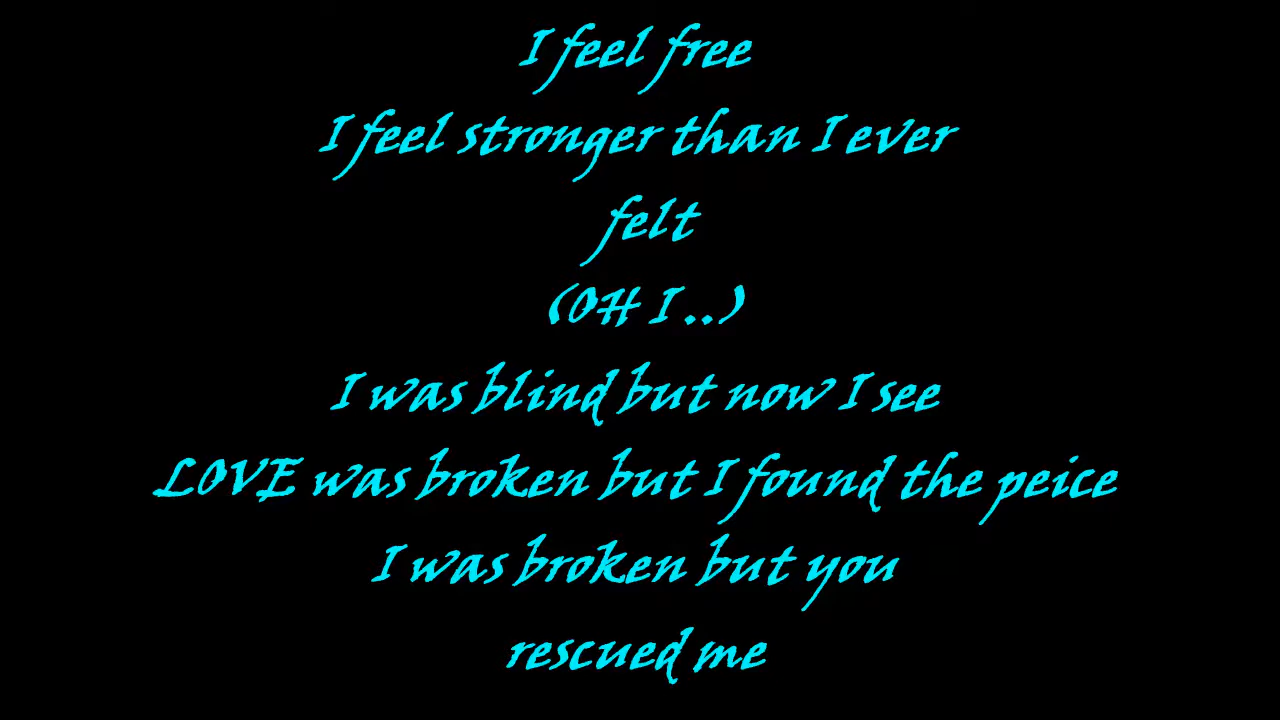 I feel free
I feel stronger than I ever
felt
(OH I ..)
I was blind but now I see
LOVE was broken but I found the peice
I was broken but you
rescued me